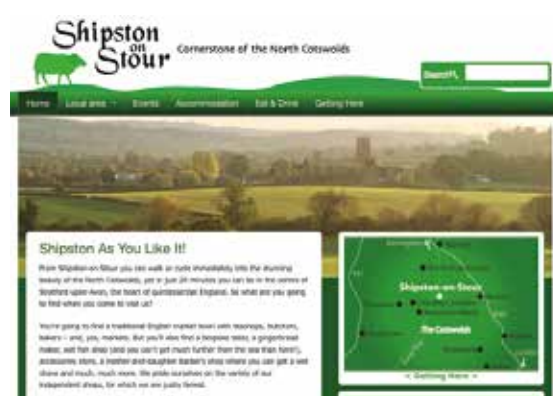 Shipston
on
Stour
Cornerstone of the North Cotswolds
Search
Home Local area Events Accommodation Eat & Drink Getting Here
Shipston As You Like It!
From Shipston-on-Stour you can walk or cycle immediately into the stunning
beauty of the North Cotswolds, yet in just 20 minutes you can be in the centre of
Stratford-upon-Avon, the heart of quintessential England. So what are you going
to find when you come to visit us?
You're going to find a traditional English market town with teashops, butchers,
bakers - and, yes, markets. But you'll also find a bespoke tailor, a gingerbread
maker, wet fish shop (and you can't get much further from the sea than here!),
accessories store, a mother-and-daughter barber's shop where you can get a wet
shave and much, much more. We pride ourselves on the variety of our
independent shops, for which we are justly famed.
Shipston-on-Stour
The Cotswolds
< Getting Here >